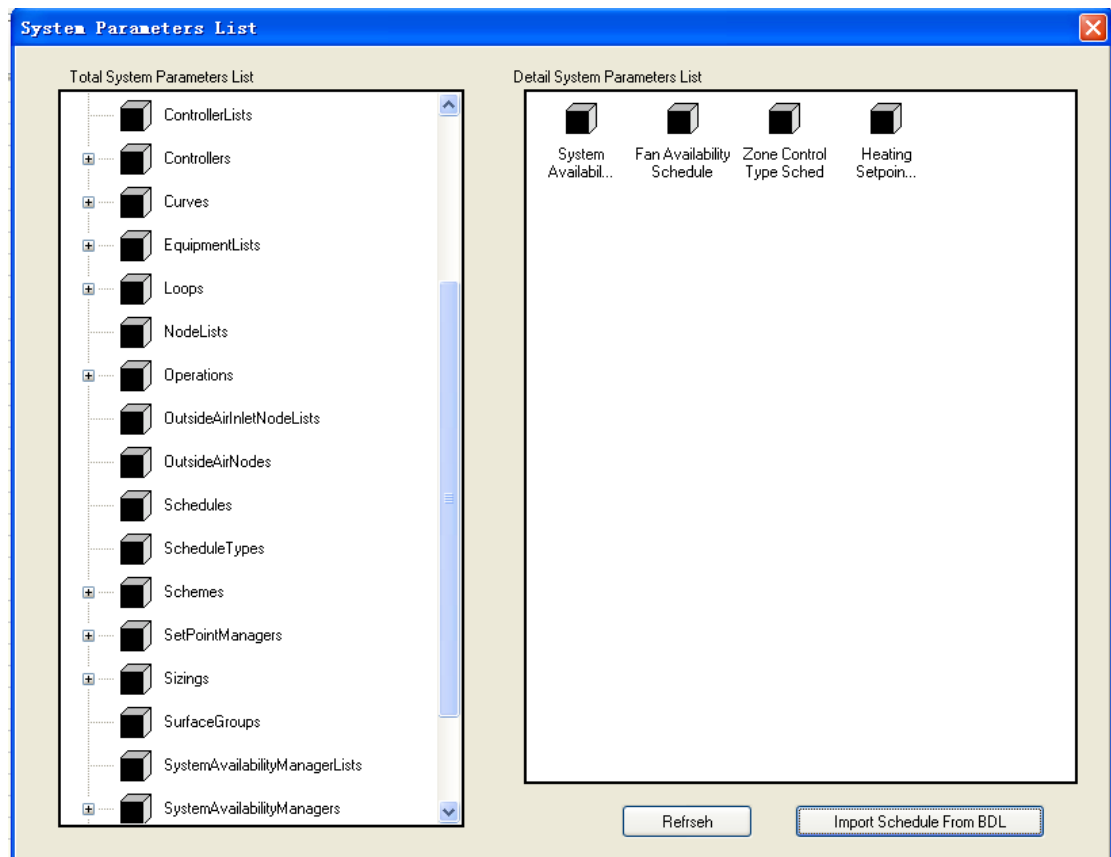 System Parameters List
Total System Parameters List
ControllerLists
Controllers
Curves
EquipmentLists
Loops
NodeLists
Operations
OutsideAirInletNodeLists
OutsideAirNodes
Schedules
ScheduleTypes
Schemes
SetPointManagers
Sizings
SurfaceGroups
SystemAvailabilityManagerLists
SystemAvailabilityManagers
Detail System Parameters List
System
Availabil...
Fan Availability
Schedule
Zone Control
Type Sched
Heating
Setpoin...
Refrseh
Import Schedule From BDL